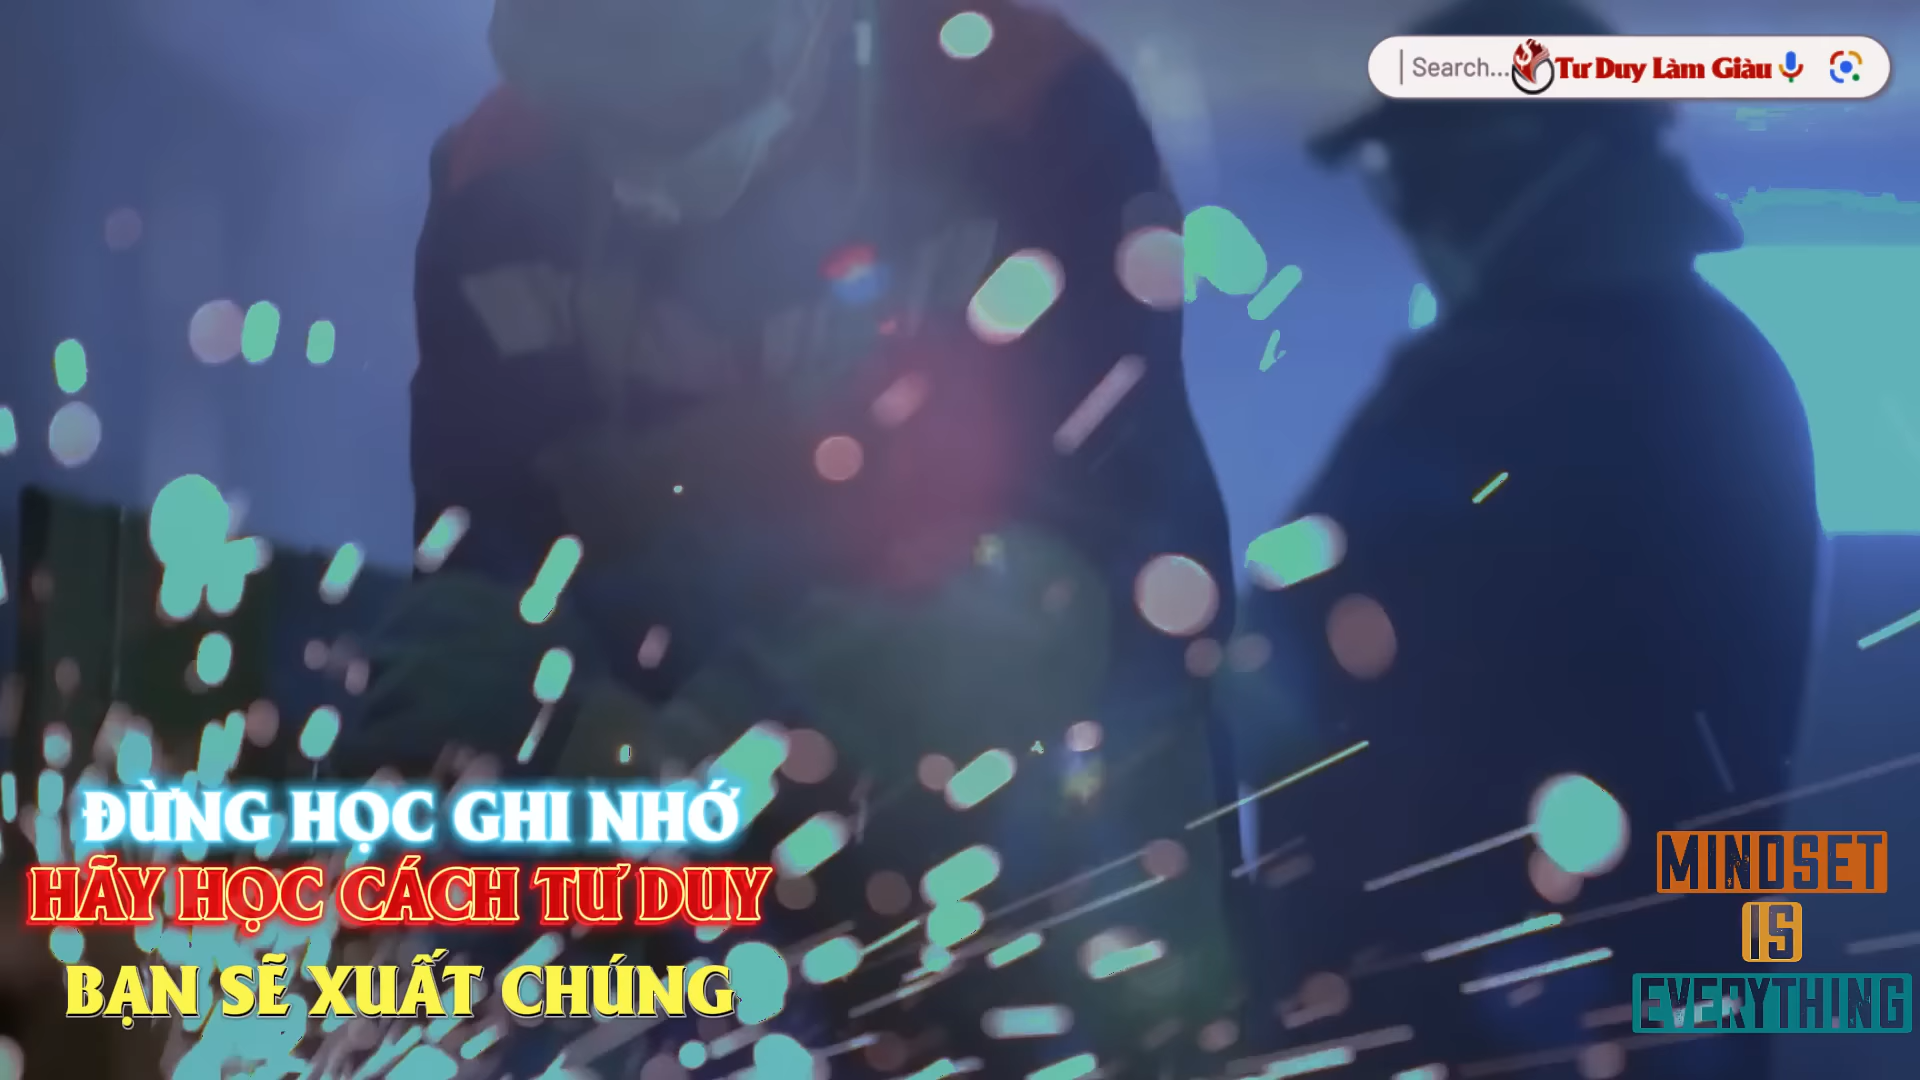 Search... Tư Duy Làm Giàu
ĐỪNG HỌC GHI NHỚ
HÃY HỌC CÁCH TƯ DUY
BẠN SẼ XUẤT CHÚNG
MINDSET
IS
EVERYTHING